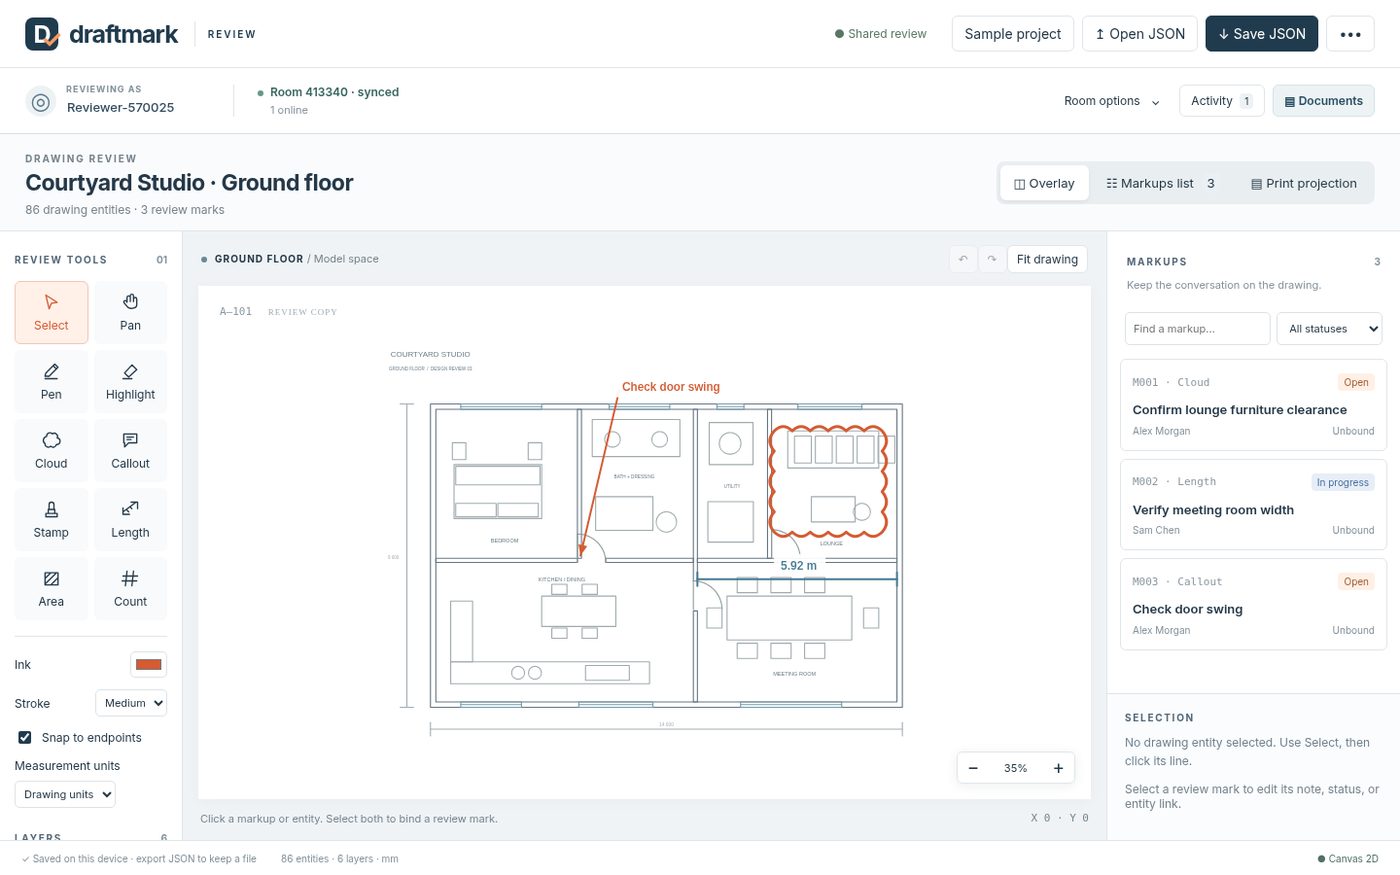 draftmark
REVIEW
Shared review
Sample project
↥ Open JSON
↓ Save JSON
REVIEWING AS
Reviewer-570025
Room 413340 · synced
1 online
Room options
Activity 1
Documents
DRAWING REVIEW
Courtyard Studio · Ground floor
86 drawing entities · 3 review marks
Overlay
Markups list 3
Print projection
REVIEW TOOLS 01
Select
Pan
Pen
Highlight
Cloud
Callout
Stamp
Length
Area
Count
Ink
Stroke
Medium
Snap to endpoints
Measurement units
Drawing units
LAYERS 6
GROUND FLOOR / Model space
Fit drawing
A—101 REVIEW COPY
COURTYARD STUDIO
GROUND FLOOR / DESIGN REVIEW 03
Check door swing
BATH + DRESSING
UTILITY
BEDROOM
LOUNGE
5.92 m
KITCHEN / DINING
MEETING ROOM
14 000
− 35% +
Click a markup or entity. Select both to bind a review mark.
X 0 · Y 0
MARKUPS 3
Keep the conversation on the drawing.
Find a markup...
All statuses
M001 · Cloud
Open
Confirm lounge furniture clearance
Alex Morgan
Unbound
M002 · Length
In progress
Verify meeting room width
Sam Chen
Unbound
M003 · Callout
Open
Check door swing
Alex Morgan
Unbound
SELECTION
No drawing entity selected. Use Select, then
click its line.
Select a review mark to edit its note, status, or
entity link.
✓ Saved on this device · export JSON to keep a file
86 entities · 6 layers · mm
Canvas 2D